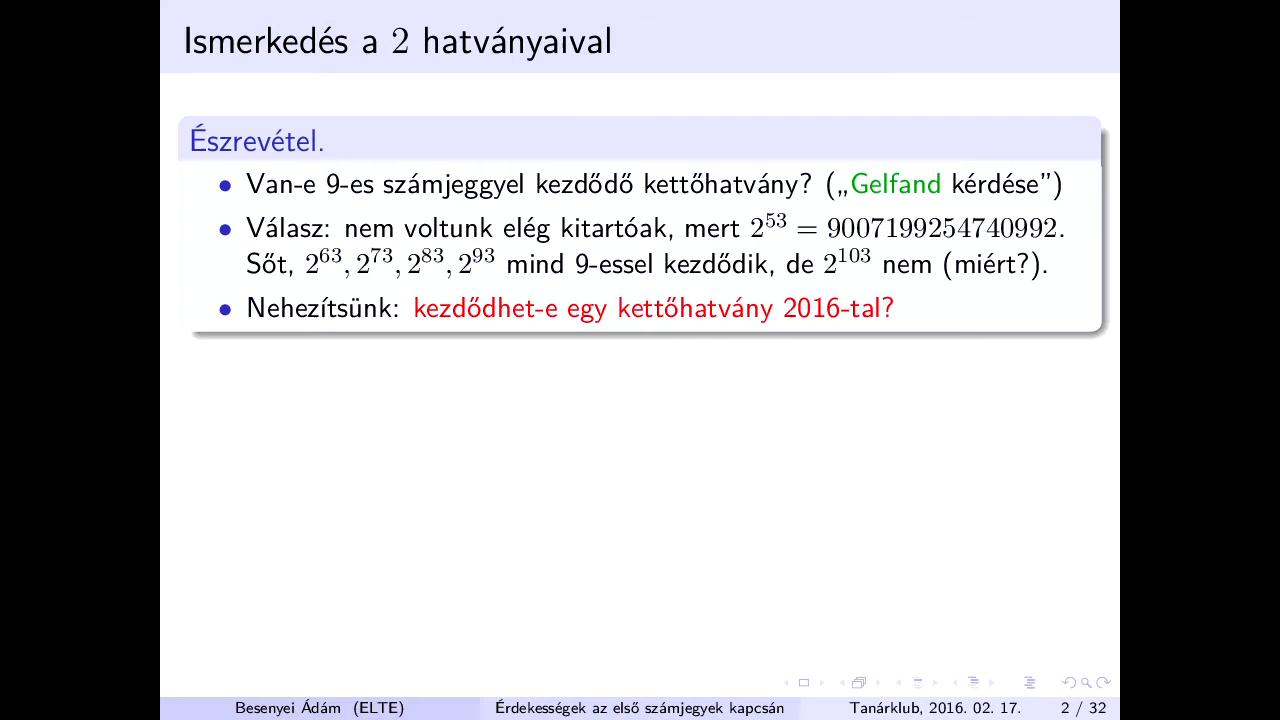 Ismerkedés a 2 hatványaival
Észrevétel.
• Van-e 9-es számjeggyel kezdődő kettőhatvány? („Gelfand kérdése”)
• Válasz: nem voltunk elég kitartóak, mert 2^53 = 9007199254740992.
Sőt, 2^63, 2^73, 2^83, 2^93 mind 9-essel kezdődik, de 2^103 nem (miért?).
• Nehezítsünk: kezdődhet-e egy kettőhatvány 2016-tal?
Besenyei Ádám (ELTE) Érdekességek az első számjegyek kapcsán Tanárklub, 2016. 02. 17. 2 / 32